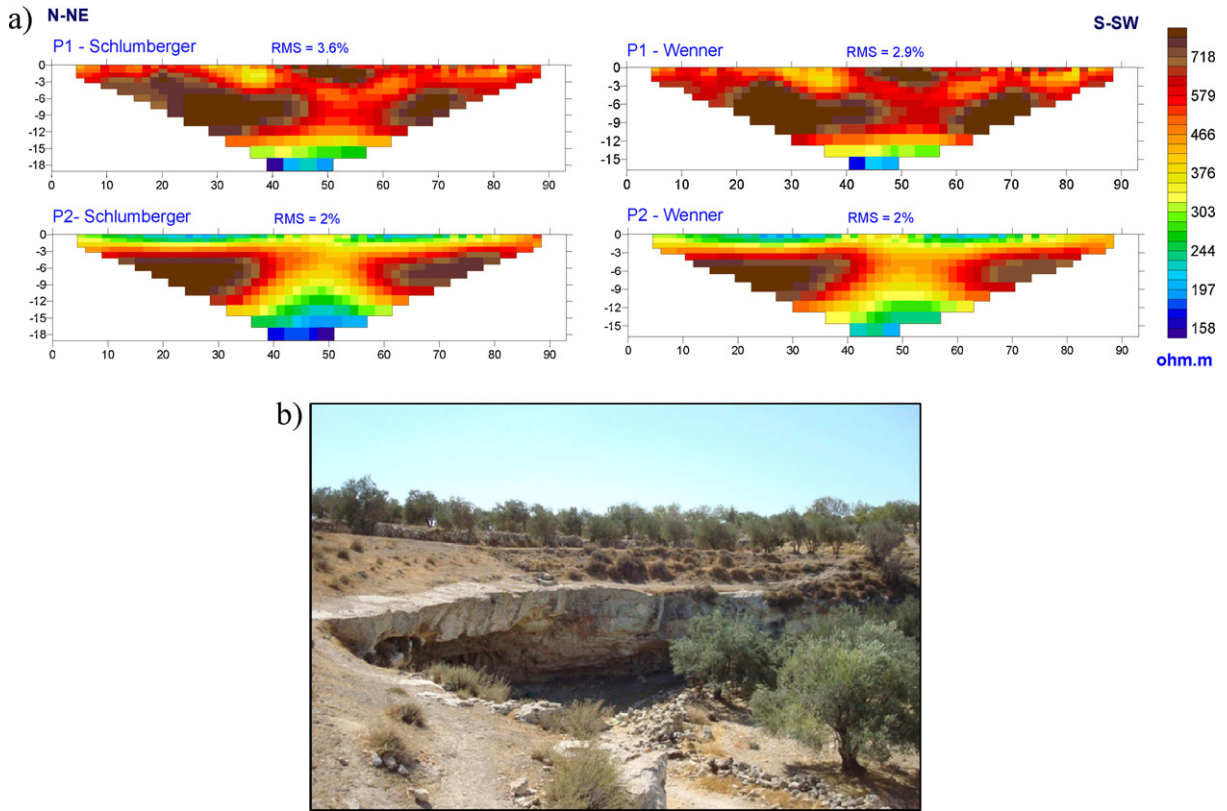 a)
N-NE
S-SW
P1 - Schlumberger
RMS = 3.6%
0
-3
-6
-9
-12
-15
-18
0 10 20 30 40 50 60 70 80 90
P1 - Wenner
RMS = 2.9%
0
-3
-6
-9
-12
-15
0 10 20 30 40 50 60 70 80 90
P2- Schlumberger
RMS = 2%
0
-3
-6
-9
-12
-15
-18
0 10 20 30 40 50 60 70 80 90
P2 - Wenner
RMS = 2%
0
-3
-6
-9
-12
-15
0 10 20 30 40 50 60 70 80 90
718
579
466
376
303
244
197
158
ohm.m
b)